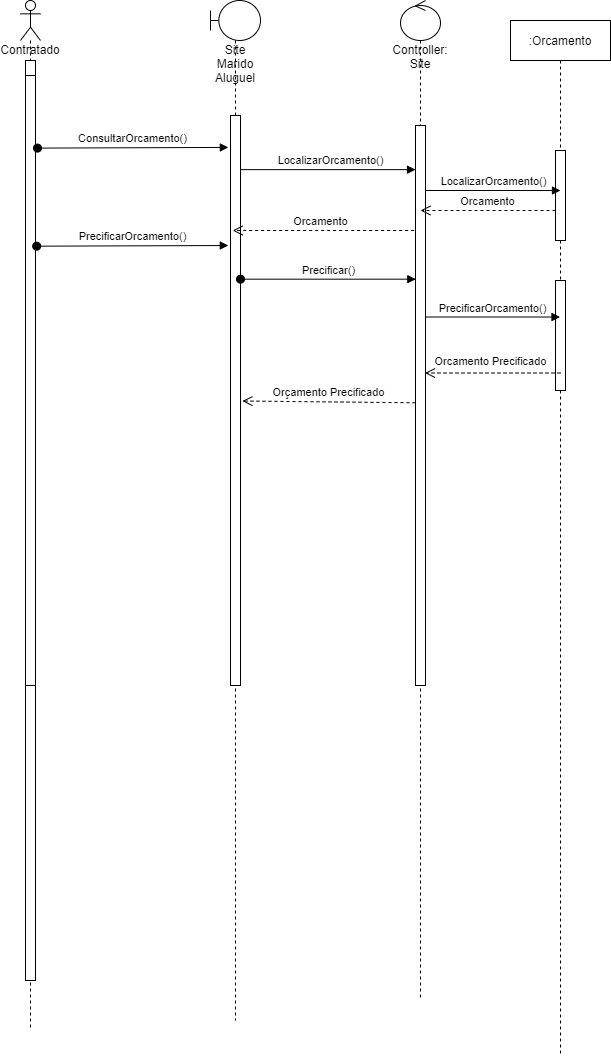 Contratado
Site
Marido
Aluguel
Controller:
Site
:Orcamento
ConsultarOrcamento()
LocalizarOrcamento()
LocalizarOrcamento()
Orcamento
Orcamento
PrecificarOrcamento()
Precificar()
PrecificarOrcamento()
Orcamento Precificado
Orçamento Precificado